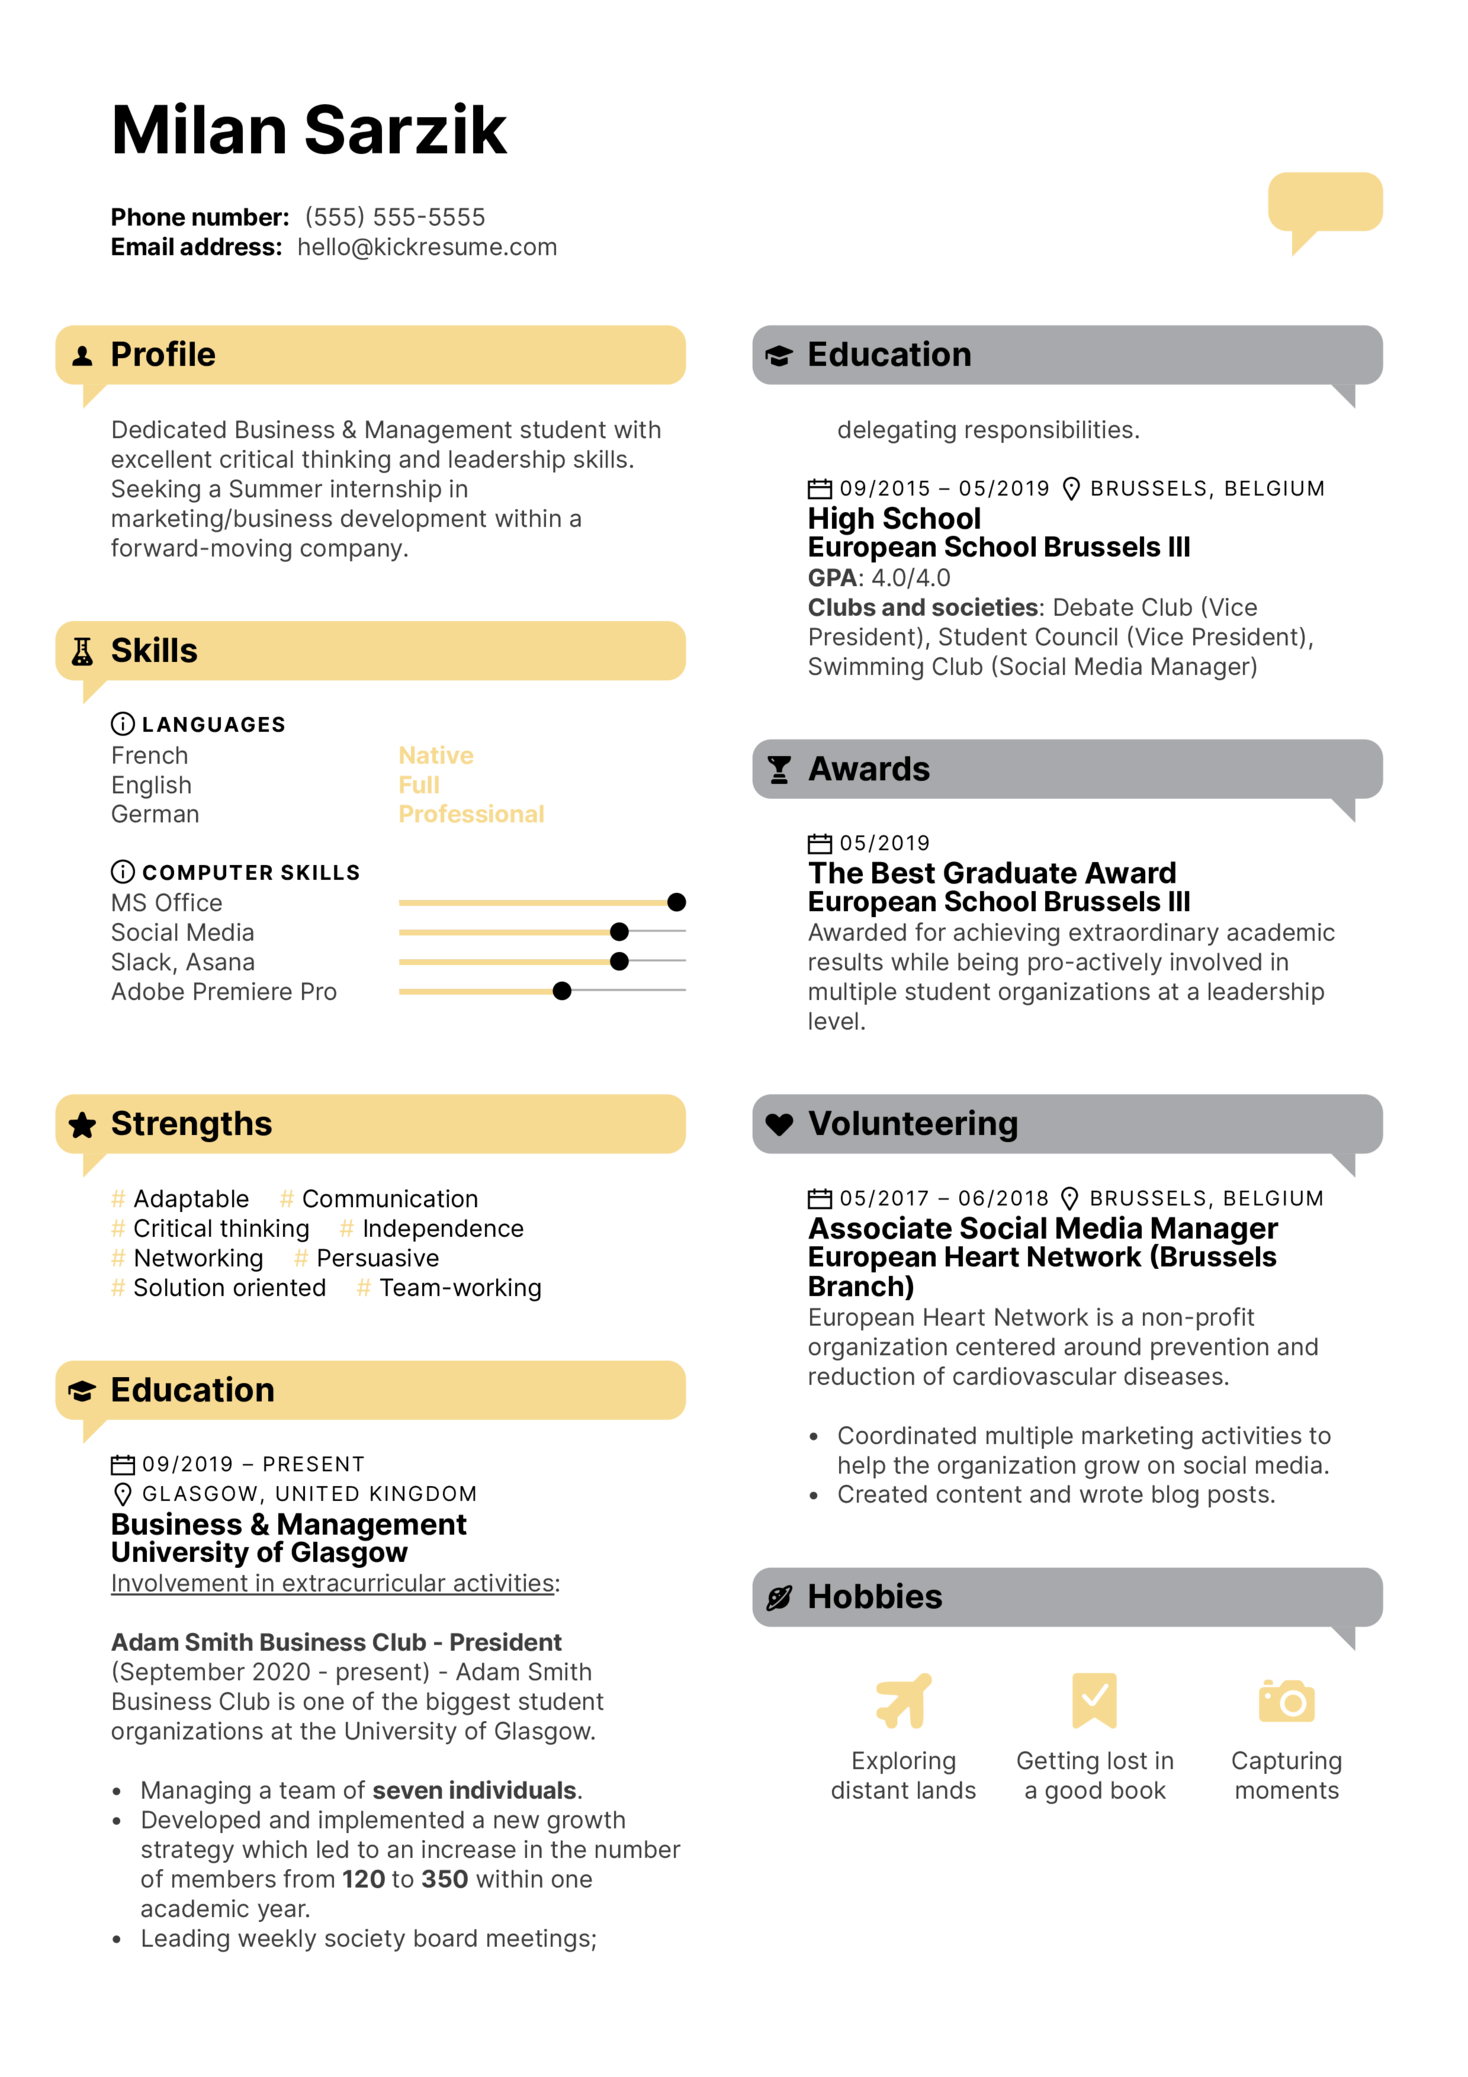 Milan Sarzik
Phone number: (555) 555-5555
Email address: hello@kickresume.com
Profile
Dedicated Business & Management student with
excellent critical thinking and leadership skills.
Seeking a Summer internship in
marketing/business development within a
forward-moving company.
Skills
LANGUAGES
French Native
English Full
German Professional
COMPUTER SKILLS
MS Office
Social Media
Slack, Asana
Adobe Premiere Pro
Strengths
# Adaptable # Communication
# Critical thinking # Independence
# Networking # Persuasive
# Solution oriented # Team-working
Education
09/2019 – PRESENT
GLASGOW, UNITED KINGDOM
Business & Management
University of Glasgow
Involvement in extracurricular activities:
Adam Smith Business Club - President
(September 2020 - present) - Adam Smith
Business Club is one of the biggest student
organizations at the University of Glasgow.
• Managing a team of seven individuals.
• Developed and implemented a new growth
strategy which led to an increase in the number
of members from 120 to 350 within one
academic year.
• Leading weekly society board meetings;
Education
delegating responsibilities.
09/2015 – 05/2019 BRUSSELS, BELGIUM
High School
European School Brussels III
GPA: 4.0/4.0
Clubs and societies: Debate Club (Vice
President), Student Council (Vice President),
Swimming Club (Social Media Manager)
Awards
05/2019
The Best Graduate Award
European School Brussels III
Awarded for achieving extraordinary academic
results while being pro-actively involved in
multiple student organizations at a leadership
level.
Volunteering
05/2017 – 06/2018 BRUSSELS, BELGIUM
Associate Social Media Manager
European Heart Network (Brussels
Branch)
European Heart Network is a non-profit
organization centered around prevention and
reduction of cardiovascular diseases.
• Coordinated multiple marketing activities to
help the organization grow on social media.
• Created content and wrote blog posts.
Hobbies
Exploring
distant lands
Getting lost in
a good book
Capturing
moments